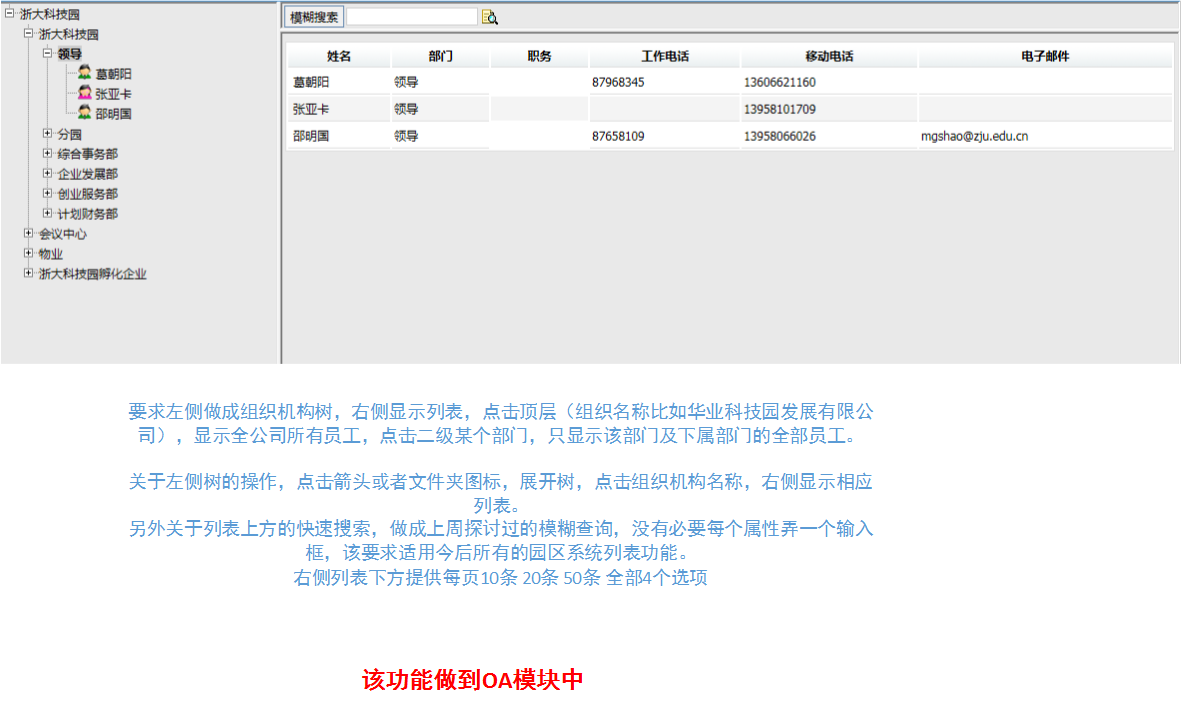 浙大科技园
浙大科技园
领导
葛朝阳
张亚卡
邵明国
分园
综合事务部
企业发展部
创业服务部
计划财务部
会议中心
物业
浙大科技园孵化企业
模糊搜索
姓名 部门 职务 工作电话 移动电话 电子邮件
葛朝阳 领导 87968345 13606621160
张亚卡 领导 13958101709
邵明国 领导 87658109 13958066026 mgshao@zju.edu.cn
要求左侧做成组织机构树，右侧显示列表，点击顶层（组织名称比如华业科技园发展有限公
司），显示全公司所有员工，点击二级某个部门，只显示该部门及下属部门的全部员工。
关于左侧树的操作，点击箭头或者文件夹图标，展开树，点击组织机构名称，右侧显示相应
列表。
另外关于列表上方的快速搜索，做成上周探讨过的模糊查询，没有必要每个属性弄一个输入
框，该要求适用今后所有的园区系统列表功能。
右侧列表下方提供每页10条 20条 50条 全部4个选项
该功能做到OA模块中